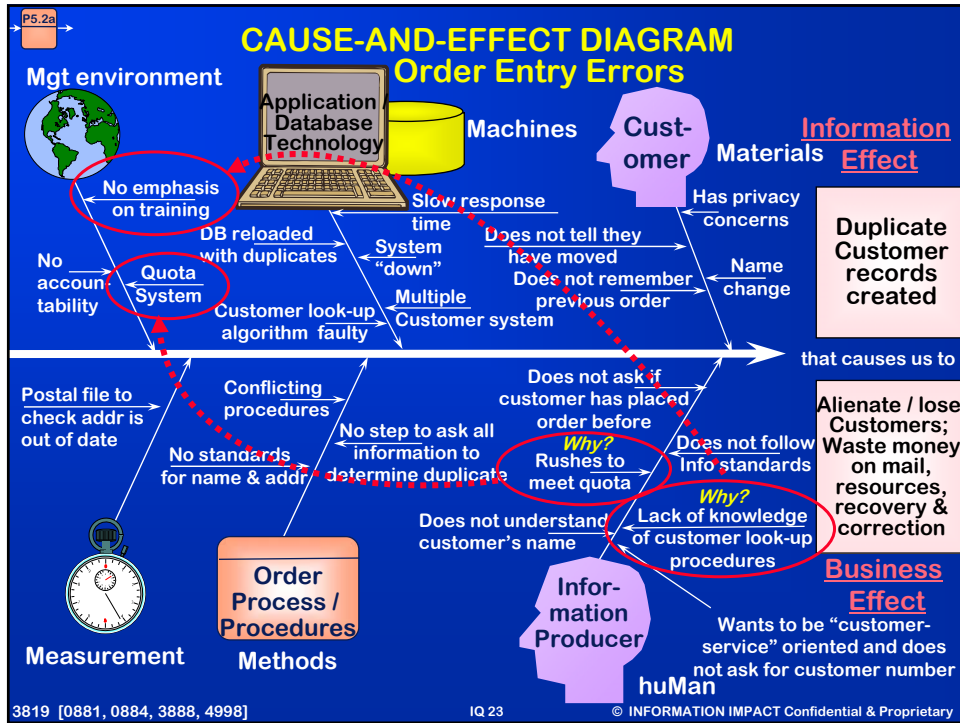 P5.2a
CAUSE-AND-EFFECT DIAGRAM
Order Entry Errors
Mgt environment
Application /
Database
Technology
Machines
Cust-
omer
Materials
Information
Effect
No emphasis
on training
No
accoun-
tability
Quota
System
DB reloaded
with duplicates
Customer look-up
algorithm faulty
Slow response
time
System
"down"
Multiple
Customer system
Does not tell they
have moved
Does not remember
previous order
Has privacy
concerns
Name
change
Duplicate
Customer
records
created
that causes us to
Postal file to
check addr is
out of date
Conflicting
procedures
No standards
for name & addr
No step to ask all
information to
determine duplicate
Does not ask if
customer has placed
order before
Why?
Rushes to
meet quota
Does not follow
Info standards
Why?
Lack of knowledge
of customer look-up
procedures
Does not understand
customer's name
Alienate / lose
Customers;
Waste money
on mail,
resources,
recovery &
correction
Business
Effect
Wants to be "customer-
service" oriented and does
not ask for customer number
Measurement
Order
Process /
Procedures
Methods
Infor-
mation
Producer
huMan
3819 [0881, 0884, 3888, 4998]
IQ 23
© INFORMATION IMPACT Confidential & Proprietary